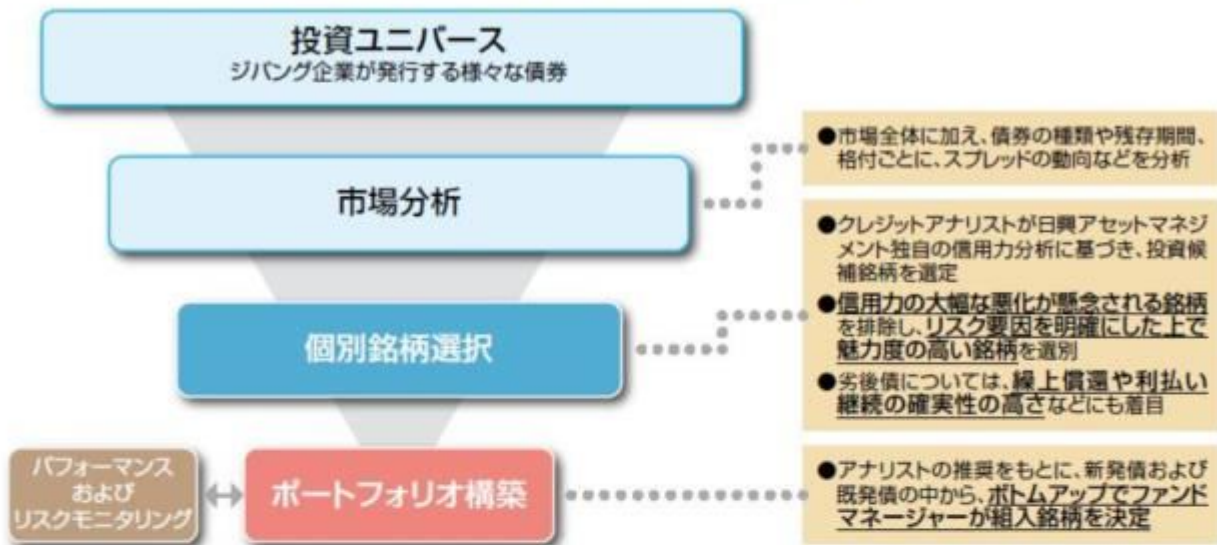 投資ユニバース
ジパング企業が発行する様々な債券
市場分析
●市場全体に加え、債券の種類や残存期間、
格付ごとに、スプレッドの動向などを分析
個別銘柄選択
●クレジットアナリストが日興アセットマネジ
メント独自の信用力分析に基づき、投資候
補銘柄を選定
●信用力の大幅な悪化が懸念される銘柄
を排除し、リスク要因を明確にした上で
魅力度の高い銘柄を選別
●劣後債については、繰上償還や利払い
継続の確実性の高さなどにも着目
パフォーマンス
および
リスクモニタリング
ポートフォリオ構築
●アナリストの推奨をもとに、新発債および
既発債の中から、ボトムアップでファンド
マネージャーが組入銘柄を決定